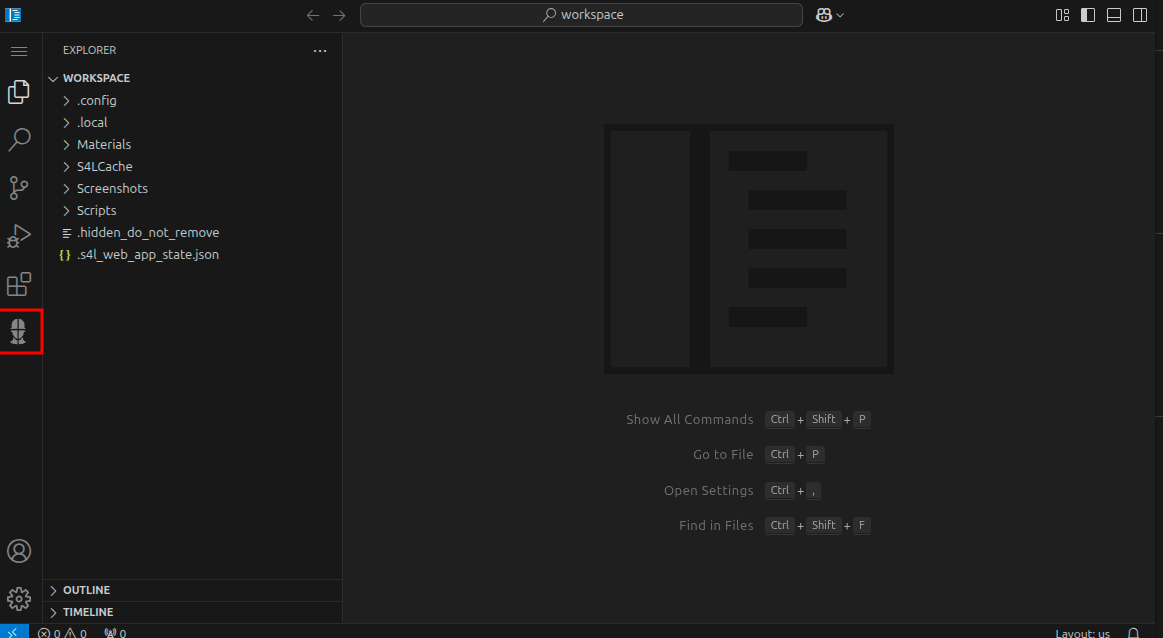 workspace
EXPLORER
WORKSPACE
.config
.local
Materials
S4LCache
Screenshots
Scripts
.hidden_do_not_remove
{} .s4l_web_app_state.json
Show All Commands Ctrl + Shift + P
Go to File Ctrl + P
Open Settings Ctrl + ,
Find in Files Ctrl + Shift + F
OUTLINE
TIMELINE
0 0 0 Layout: us